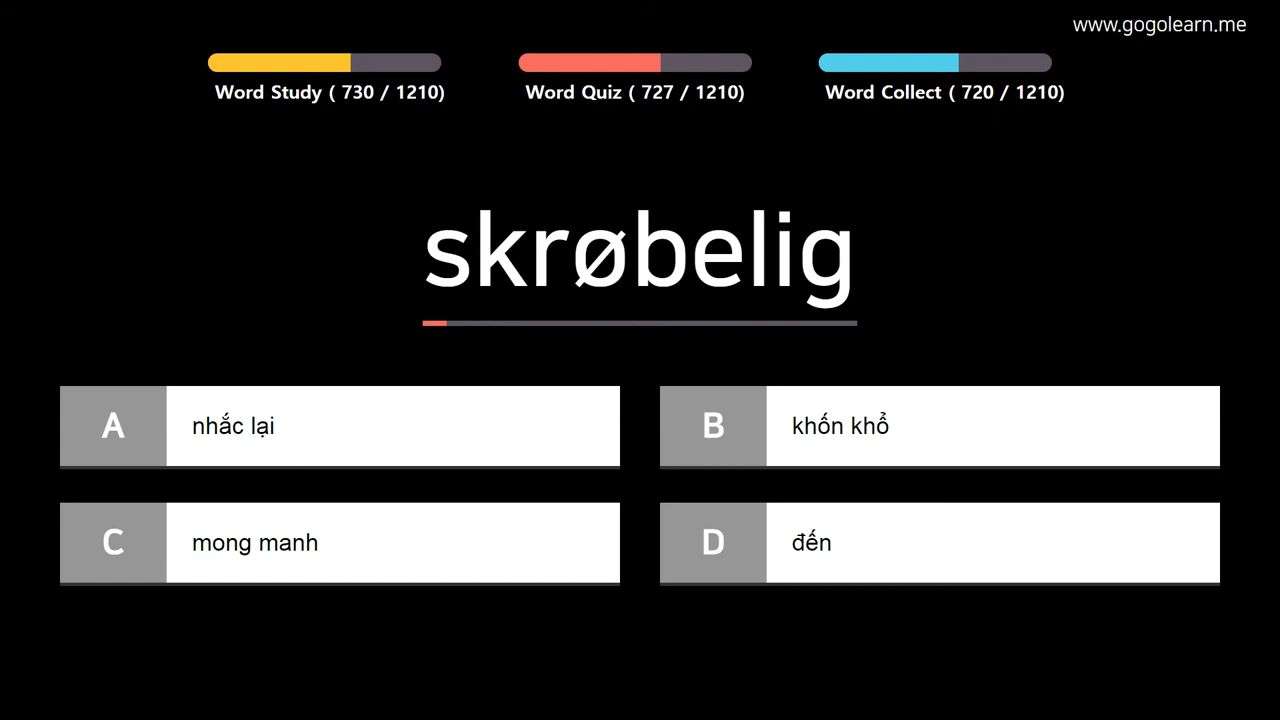 www.gogolearn.me
Word Study ( 730 / 1210)
Word Quiz ( 727 / 1210)
Word Collect ( 720 / 1210)
skrøbelig
A nhắc lại
B khốn khổ
C mong manh
D đến